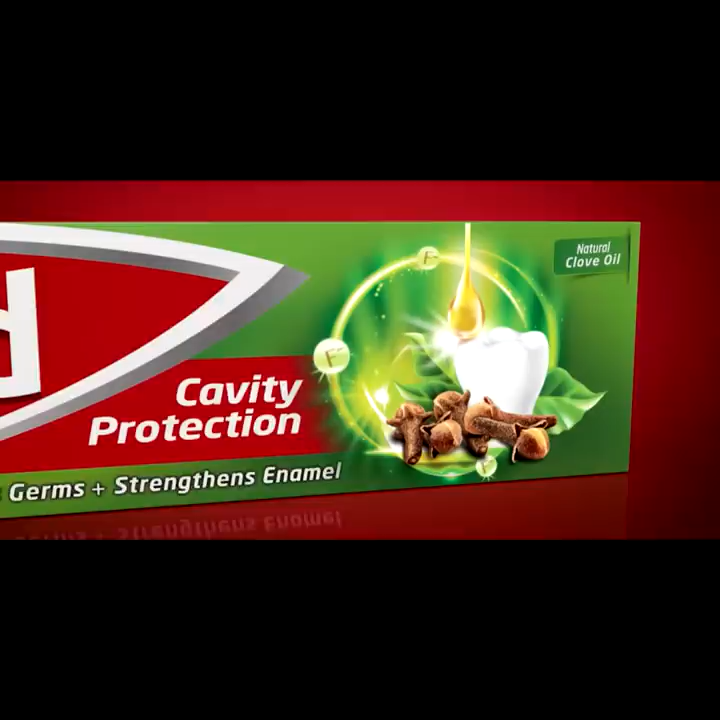 d
Natural
Clove Oil
F⁻
F⁻
Cavity
Protection
Germs + Strengthens Enamel